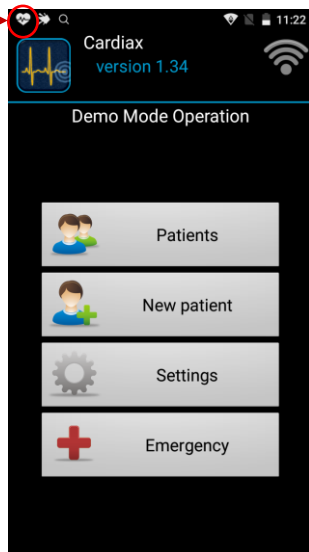 11:22
Cardiax
version 1.34
Demo Mode Operation
Patients
New patient
Settings
Emergency